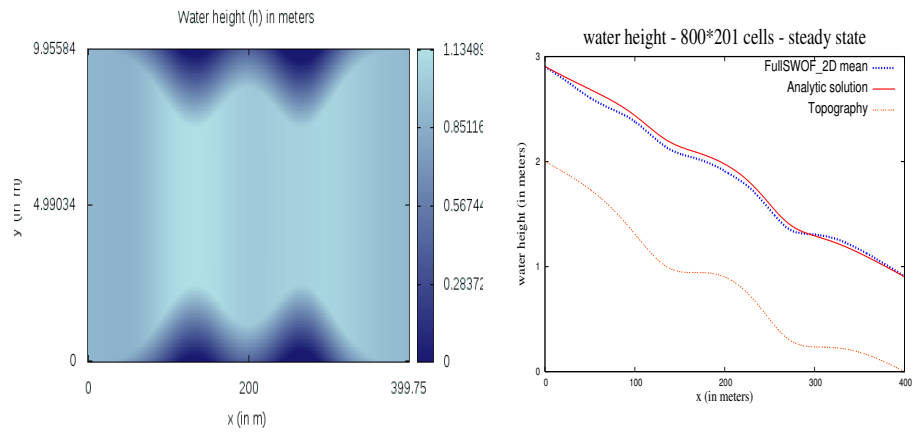 Water height (h) in meters
9.95584
4.99034
0
y (in m)
0
200
399.75
x (in m)
1.13489
0.85116
0.56744
0.28372
0
water height - 800*201 cells - steady state
FullSWOF_2D mean
Analytic solution
Topography
3
2
1
0
water height (in meters)
0
100
200
300
400
x (in meters)